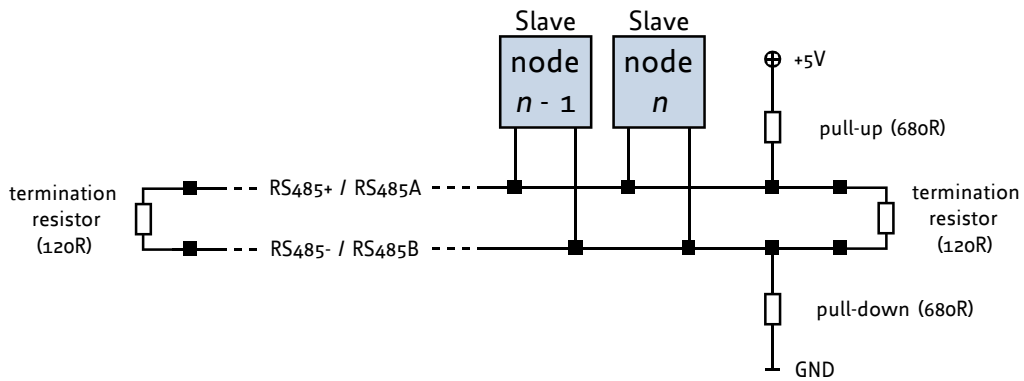 Slave
node
n - 1
Slave
node
n
+5V
pull-up (680R)
termination
resistor
(120R)
RS485+ / RS485A
RS485- / RS485B
termination
resistor
(120R)
pull-down (680R)
GND